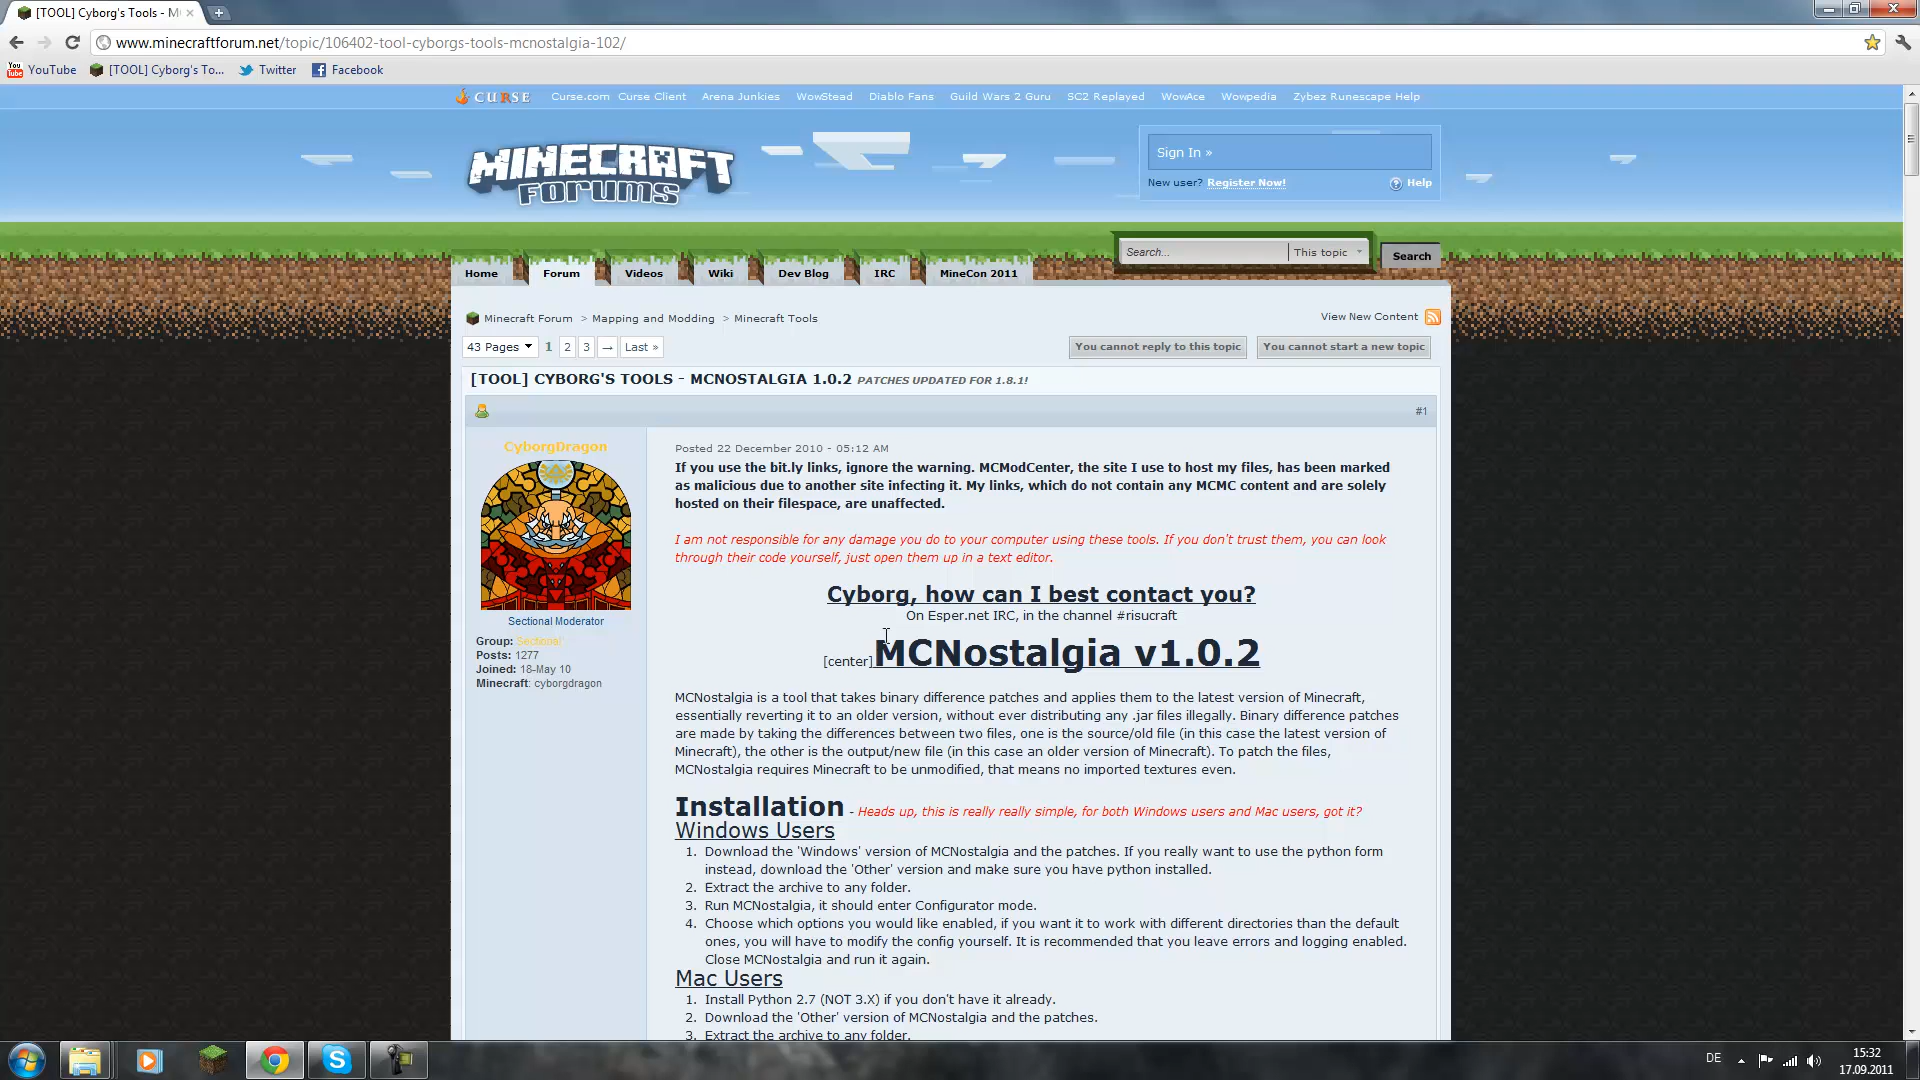 [TOOL] Cyborg's Tools - M
www.minecraftforum.net/topic/106402-tool-cyborgs-tools-mcnostalgia-102/
You Tube YouTube [TOOL] Cyborg's To... Twitter Facebook
CURSE Curse.com Curse Client Arena Junkies WowStead Diablo Fans Guild Wars 2 Guru SC2 Replayed WowAce Wowpedia Zybez Runescape Help
MINECRAFT
FORUMS
Sign In »
New user? Register Now! Help
Search... This topic Search
Home Forum Videos Wiki Dev Blog IRC MineCon 2011
Minecraft Forum > Mapping and Modding > Minecraft Tools View New Content
43 Pages 1 2 3 → Last » You cannot reply to this topic You cannot start a new topic
[TOOL] CYBORG'S TOOLS - MCNOSTALGIA 1.0.2 PATCHES UPDATED FOR 1.8.1!
#1
CyborgDragon
Sectional Moderator
Group: Sectional
Posts: 1277
Joined: 18-May 10
Minecraft: cyborgdragon
Posted 22 December 2010 - 05:12 AM
If you use the bit.ly links, ignore the warning. MCModCenter, the site I use to host my files, has been marked
as malicious due to another site infecting it. My links, which do not contain any MCMC content and are solely
hosted on their filespace, are unaffected.
I am not responsible for any damage you do to your computer using these tools. If you don't trust them, you can look
through their code yourself, just open them up in a text editor.
Cyborg, how can I best contact you?
On Esper.net IRC, in the channel #risucraft
[center]MCNostalgia v1.0.2
MCNostalgia is a tool that takes binary difference patches and applies them to the latest version of Minecraft,
essentially reverting it to an older version, without ever distributing any .jar files illegally. Binary difference patches
are made by taking the differences between two files, one is the source/old file (in this case the latest version of
Minecraft), the other is the output/new file (in this case an older version of Minecraft). To patch the files,
MCNostalgia requires Minecraft to be unmodified, that means no imported textures even.
Installation - Heads up, this is really really simple, for both Windows users and Mac users, got it?
Windows Users
1. Download the 'Windows' version of MCNostalgia and the patches. If you really want to use the python form
instead, download the 'Other' version and make sure you have python installed.
2. Extract the archive to any folder.
3. Run MCNostalgia, it should enter Configurator mode.
4. Choose which options you would like enabled, if you want it to work with different directories than the default
ones, you will have to modify the config yourself. It is recommended that you leave errors and logging enabled.
Close MCNostalgia and run it again.
Mac Users
1. Install Python 2.7 (NOT 3.X) if you don't have it already.
2. Download the 'Other' version of MCNostalgia and the patches.
3. Extract the archive to any folder.
DE
15:32
17.09.2011